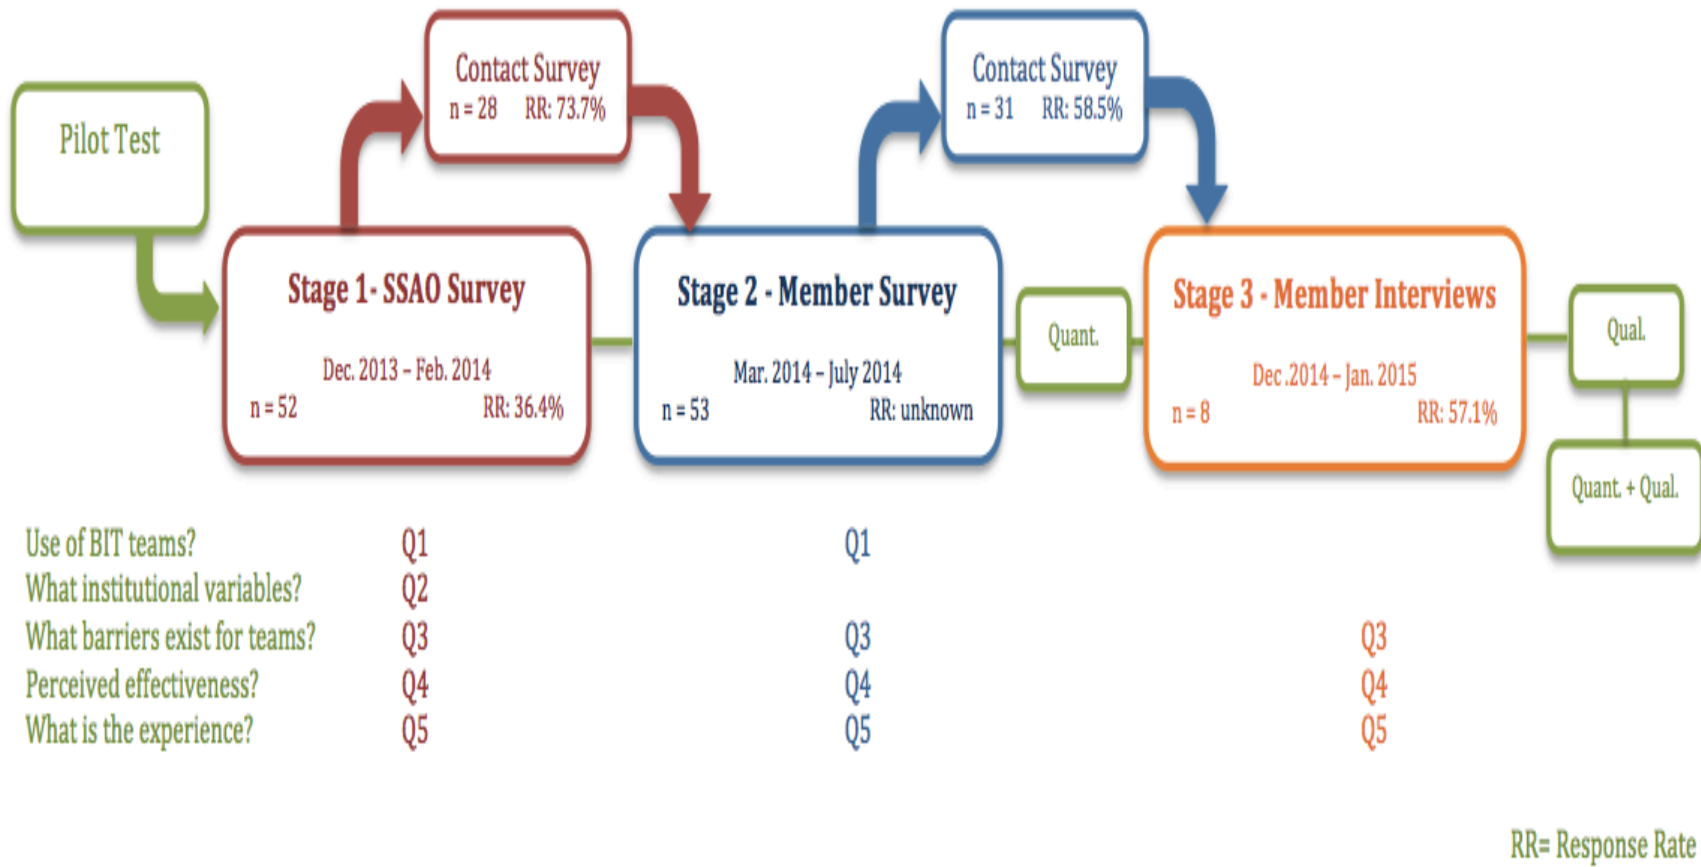 Pilot Test
Contact Survey
n = 28 RR: 73.7%
Contact Survey
n = 31 RR: 58.5%
Stage 1- SSAO Survey
Dec. 2013 – Feb. 2014
n = 52 RR: 36.4%
Stage 2 - Member Survey
Mar. 2014 – July 2014
n = 53 RR: unknown
Quant.
Stage 3 - Member Interviews
Dec .2014 – Jan. 2015
n = 8 RR: 57.1%
Qual.
Quant. + Qual.
Use of BIT teams? Q1 Q1
What institutional variables? Q2
What barriers exist for teams? Q3 Q3 Q3
Perceived effectiveness? Q4 Q4 Q4
What is the experience? Q5 Q5 Q5
RR= Response Rate